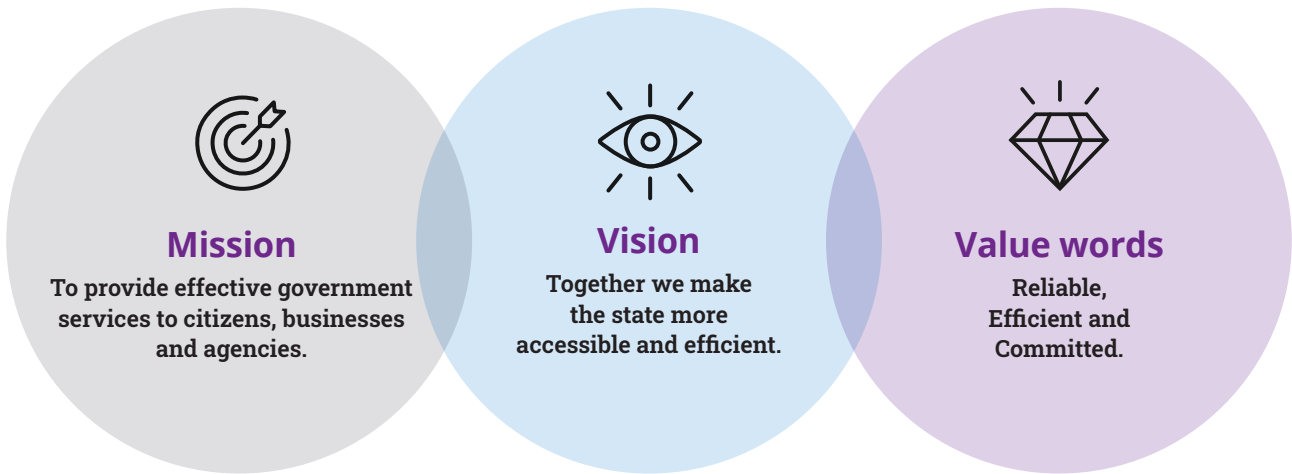 Mission
To provide effective government
services to citizens, businesses
and agencies.
Vision
Together we make
the state more
accessible and efficient.
Value words
Reliable,
Efficient and
Committed.